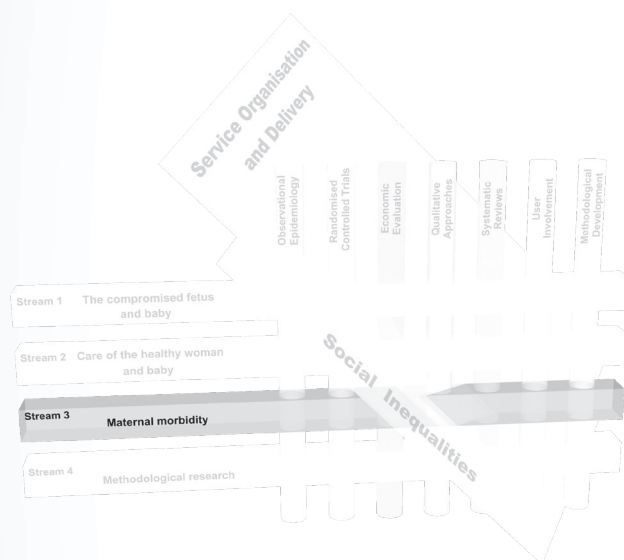 Service Organisation
and Delivery
Observational
Epidemiology
Randomised
Controlled Trials
Economic
Evaluation
Qualitative
Approaches
Systematic
Reviews
User
Involvement
Methodological
Development
Stream 1 The compromised fetus
and baby
Stream 2 Care of the healthy woman
and baby
Social Inequalities
Stream 3 Maternal morbidity
Stream 4 Methodological research